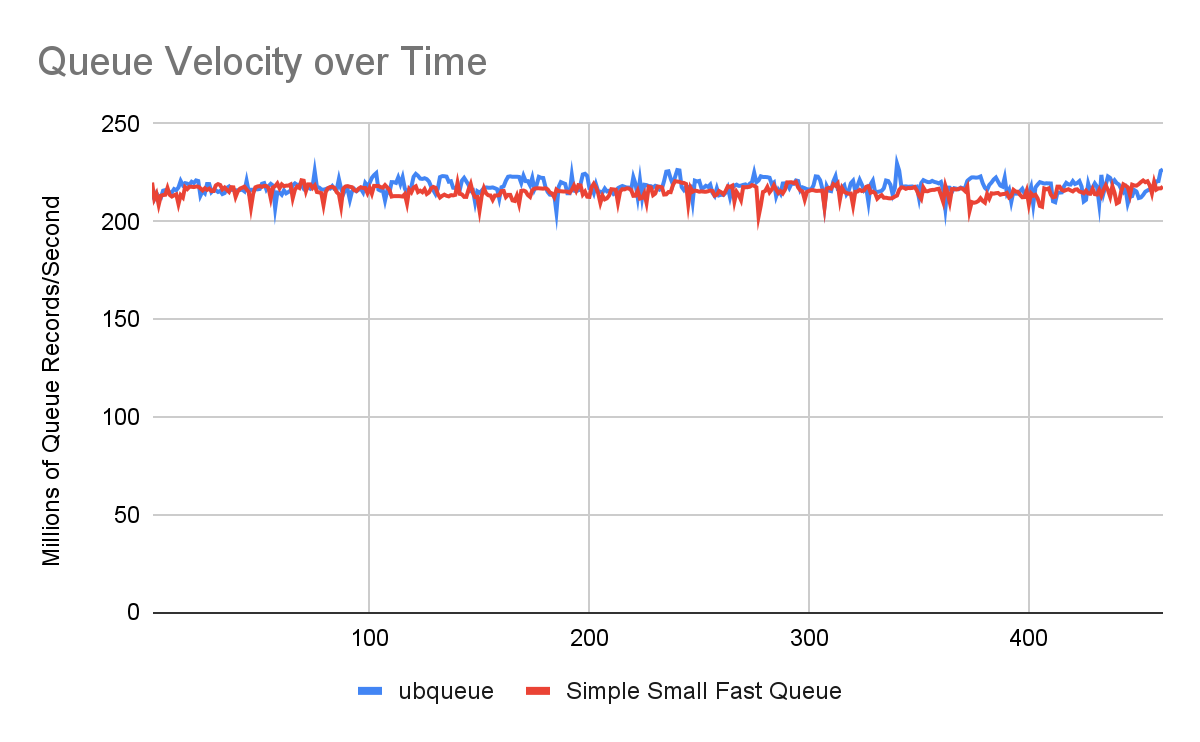 Queue Velocity over Time
Millions of Queue Records/Second
250
200
150
100
50
0
100 200 300 400
ubqueue Simple Small Fast Queue